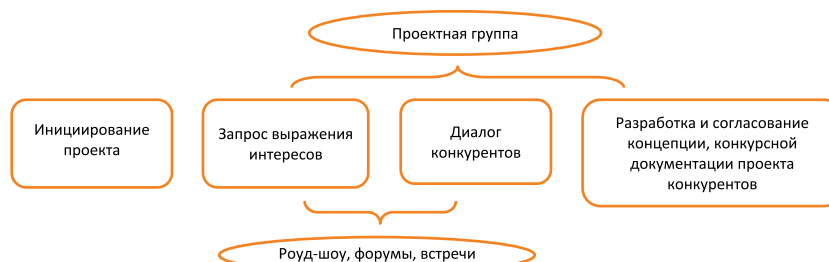 Проектная группа
Инициирование
проекта
Запрос выражения
интересов
Диалог
конкурентов
Разработка и согласование
концепции, конкурсной
документации проекта
конкурентов
Роуд-шоу, форумы, встречи